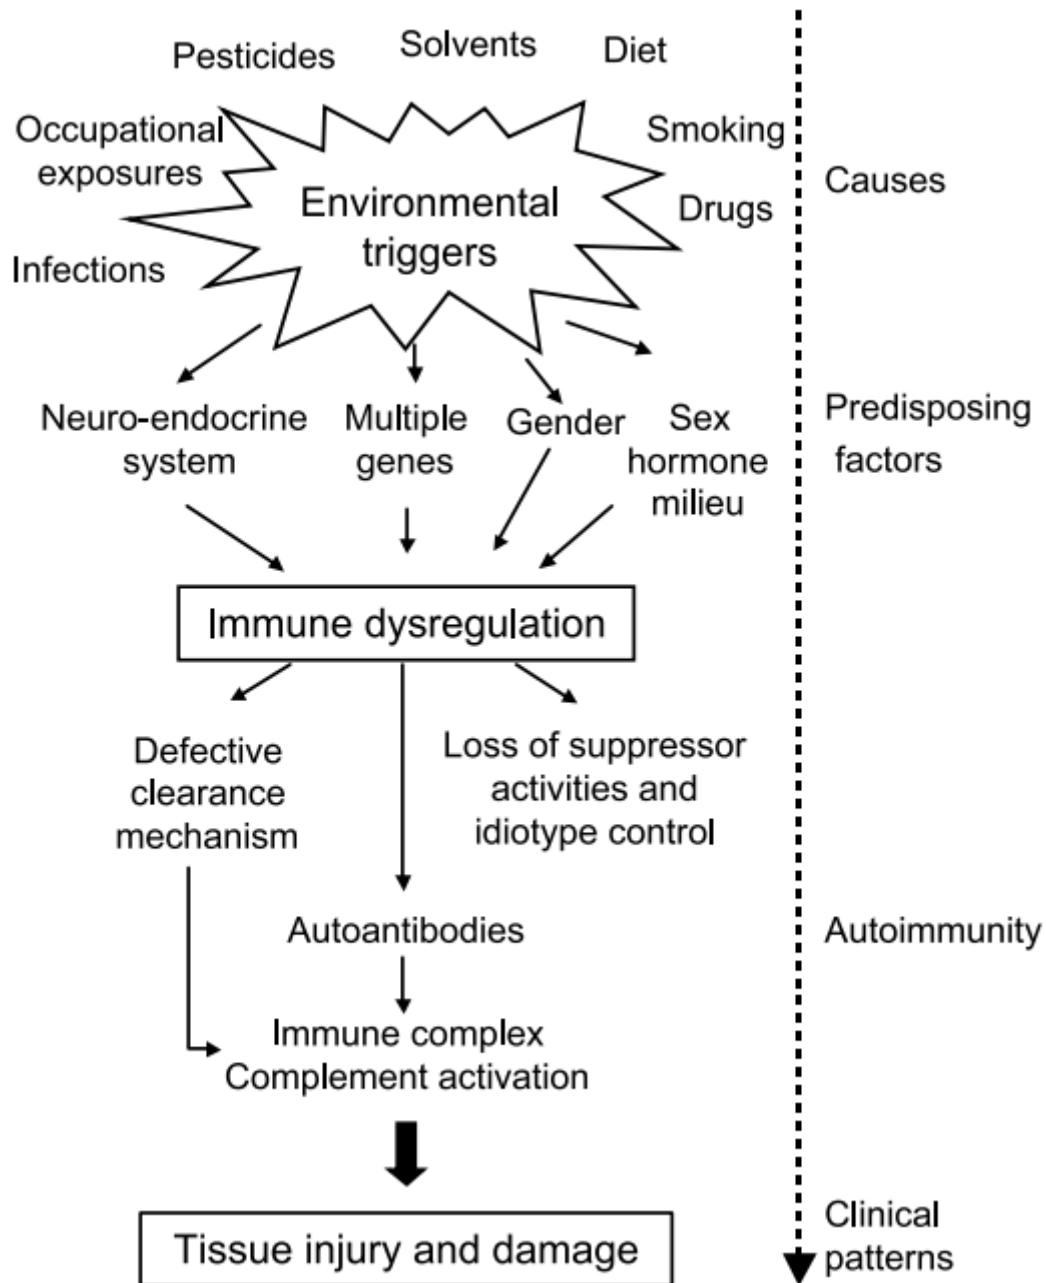 Pesticides
Solvents
Diet
Occupational
exposures
Smoking
Drugs
Infections
Environmental
triggers
Causes
Neuro-endocrine
system
Multiple
genes
Gender
Sex
hormone
milieu
Predisposing
factors
Immune dysregulation
Defective
clearance
mechanism
Loss of suppressor
activities and
idiotype control
Autoantibodies
Autoimmunity
Immune complex
Complement activation
Tissue injury and damage
Clinical
patterns